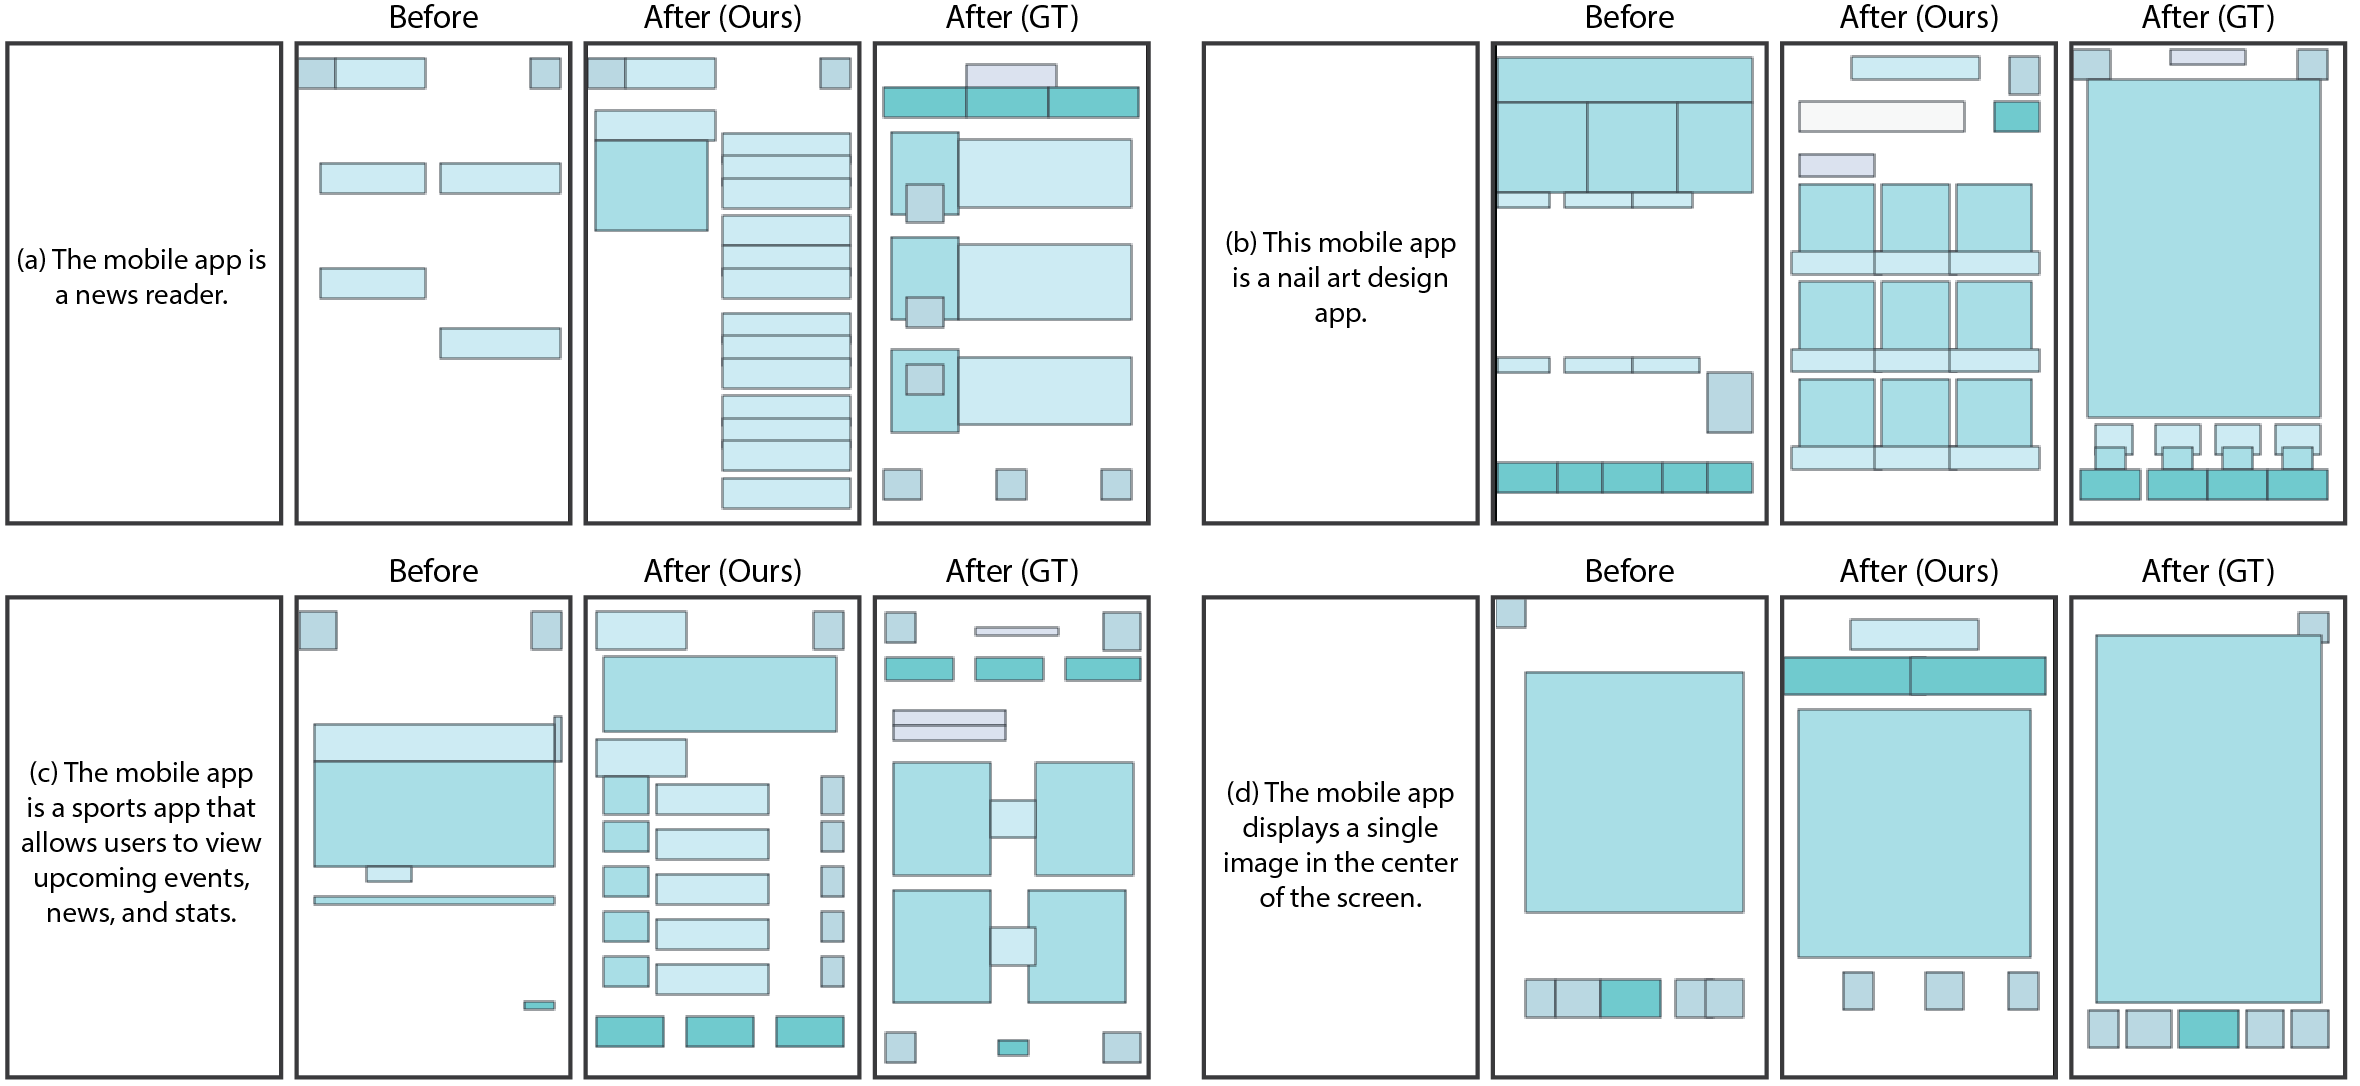 Before
After (Ours)
After (GT)
(a) The mobile app is
a news reader.
Before
After (Ours)
After (GT)
(b) This mobile app
is a nail art design
app.
Before
After (Ours)
After (GT)
(c) The mobile app
is a sports app that
allows users to view
upcoming events,
news, and stats.
Before
After (Ours)
After (GT)
(d) The mobile app
displays a single
image in the center
of the screen.